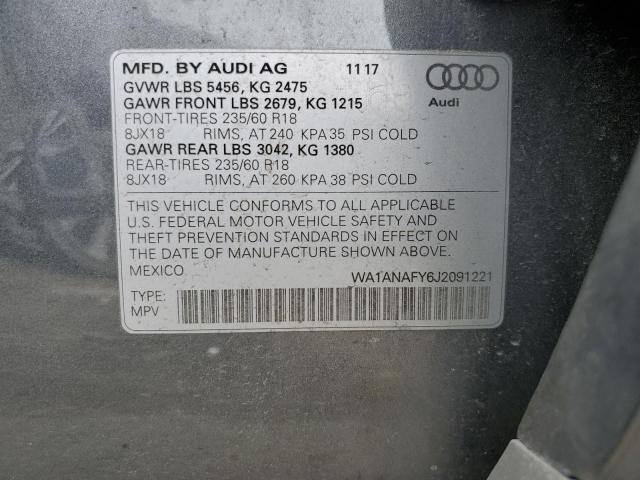 MFD. BY AUDI AG 11 17
GVWR LBS 5456, KG 2475
GAWR FRONT LBS 2679, KG 1215
Audi
FRONT-TIRES 235/60 R18
8JX18 RIMS, AT 240 KPA 35 PSI COLD
GAWR REAR LBS 3042, KG 1380
REAR-TIRES 235/60 R18
8JX18 RIMS, AT 260 KPA 38 PSI COLD
THIS VEHICLE CONFORMS TO ALL APPLICABLE
U.S. FEDERAL MOTOR VEHICLE SAFETY AND
THEFT PREVENTION STANDARDS IN EFFECT ON
THE DATE OF MANUFACTURE SHOWN ABOVE.
MEXICO WA1ANAFY6J2091221
TYPE:
MPV